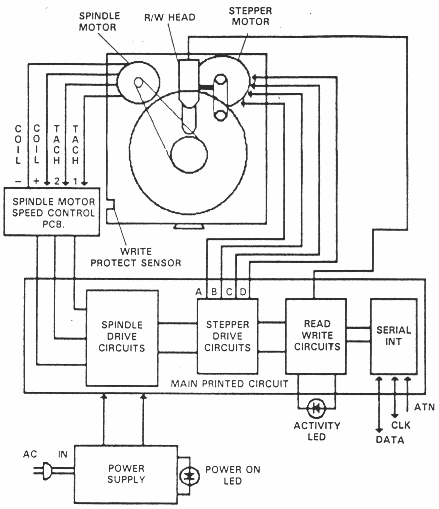 SPINDLE
MOTOR
R/W HEAD
STEPPER
MOTOR
COIL –
COIL +
TACH 2
TACH 1
SPINDLE MOTOR
SPEED CONTROL
PCB.
WRITE
PROTECT SENSOR
A B C D
SPINDLE
DRIVE
CIRCUITS
STEPPER
DRIVE
CIRCUITS
READ
WRITE
CIRCUITS
SERIAL
INT
MAIN PRINTED CIRCUIT
ACTIVITY
LED
DATA
CLK
ATN
AC IN
POWER
SUPPLY
POWER ON
LED